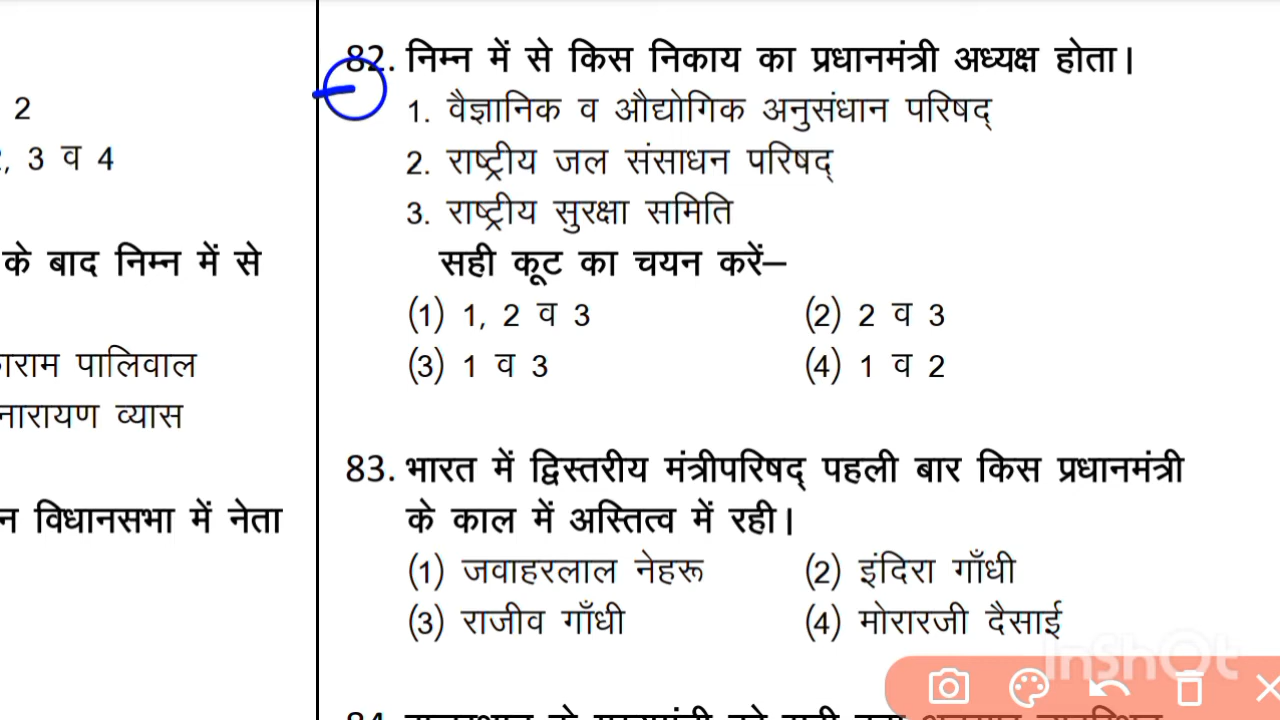 2
, 3 व 4
के बाद निम्न में से
राम पालिवाल
नारायण व्यास
विधानसभा में नेता
82. निम्न में से किस निकाय का प्रधानमंत्री अध्यक्ष होता।
1. वैज्ञानिक व औद्योगिक अनुसंधान परिषद्
2. राष्ट्रीय जल संसाधन परिषद्
3. राष्ट्रीय सुरक्षा समिति
सही कूट का चयन करें–
(1) 1, 2 व 3 (2) 2 व 3
(3) 1 व 3 (4) 1 व 2
83. भारत में द्विस्तरीय मंत्रीपरिषद् पहली बार किस प्रधानमंत्री
के काल में अस्तित्व में रही।
(1) जवाहरलाल नेहरू (2) इंदिरा गाँधी
(3) राजीव गाँधी (4) मोरारजी दैसाई
InShOt